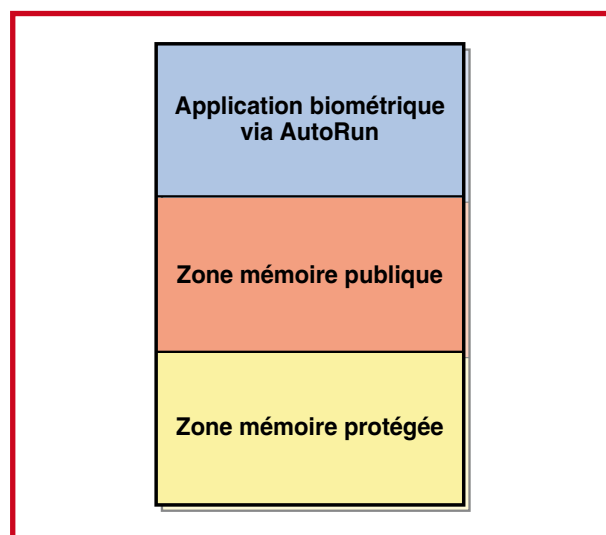 Application biométrique
via AutoRun
Zone mémoire publique
Zone mémoire protégée